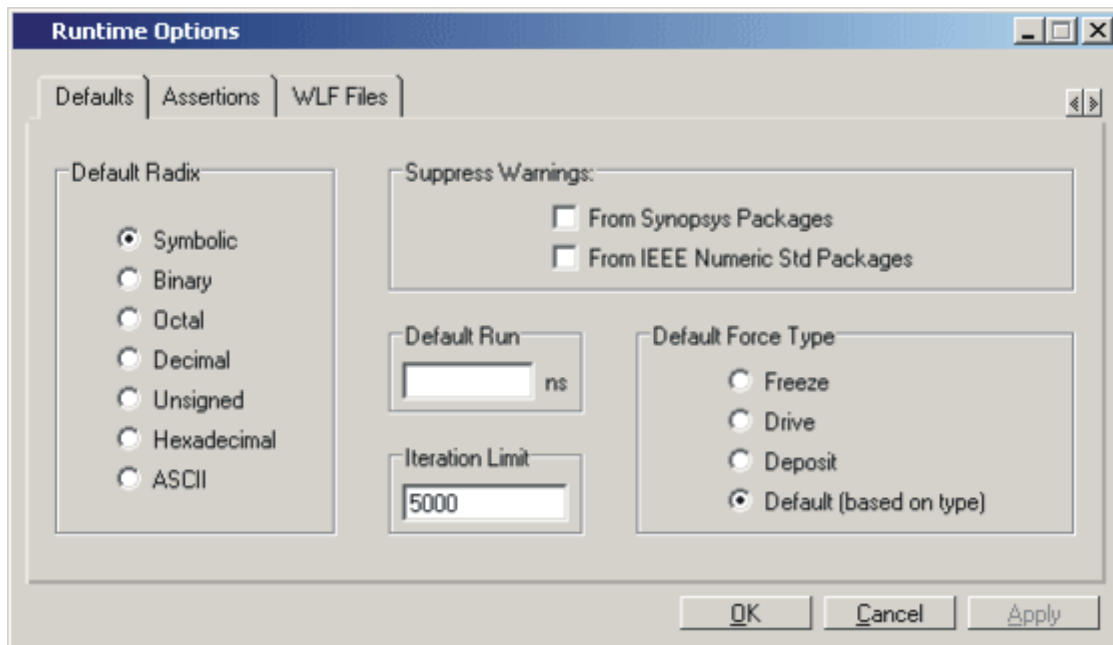 Runtime Options
Defaults Assertions WLF Files
Default Radix
Symbolic
Binary
Octal
Decimal
Unsigned
Hexadecimal
ASCII
Suppress Warnings:
From Synopsys Packages
From IEEE Numeric Std Packages
Default Run
ns
Iteration Limit
5000
Default Force Type
Freeze
Drive
Deposit
Default (based on type)
OK Cancel Apply